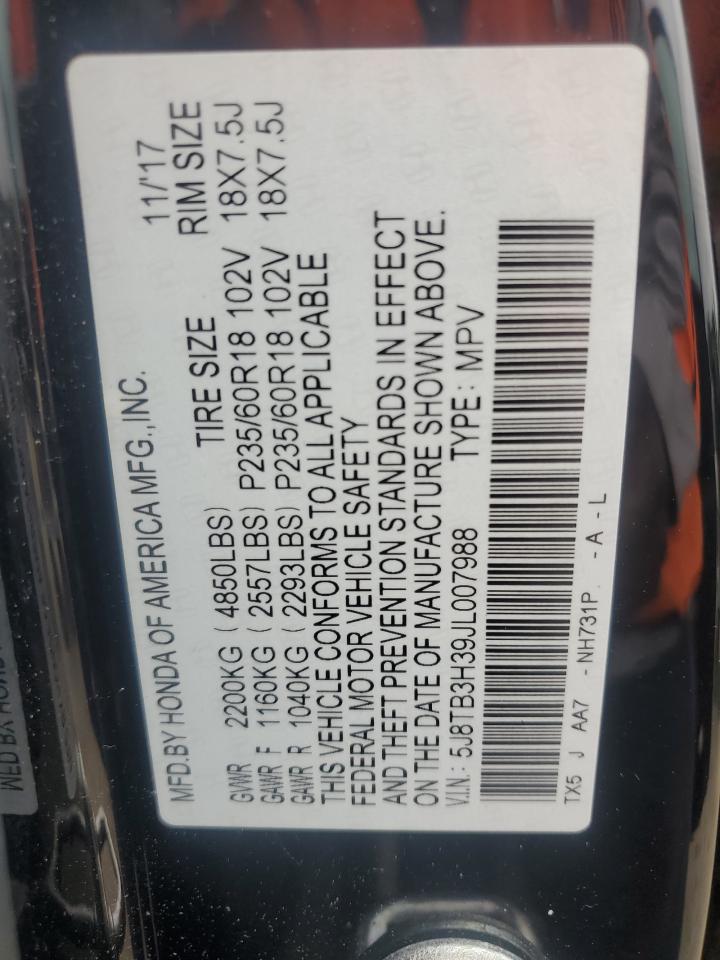 MFD.BY HONDA OF AMERICA MFG.,INC. 11/'17
TIRE SIZE RIM SIZE
GVWR 2200KG ( 4850LBS)
GAWR F 1160KG ( 2557LBS) P235/60R18 102V 18X7.5J
GAWR R 1040KG ( 2293LBS) P235/60R18 102V 18X7.5J
THIS VEHICLE CONFORMS TO ALL APPLICABLE
FEDERAL MOTOR VEHICLE SAFETY
AND THEFT PREVENTION STANDARDS IN EFFECT
ON THE DATE OF MANUFACTURE SHOWN ABOVE.
V.I.N.: 5J8TB3H39JL007988 TYPE: MPV
TX5 J AA7 - NH731P. - A - L